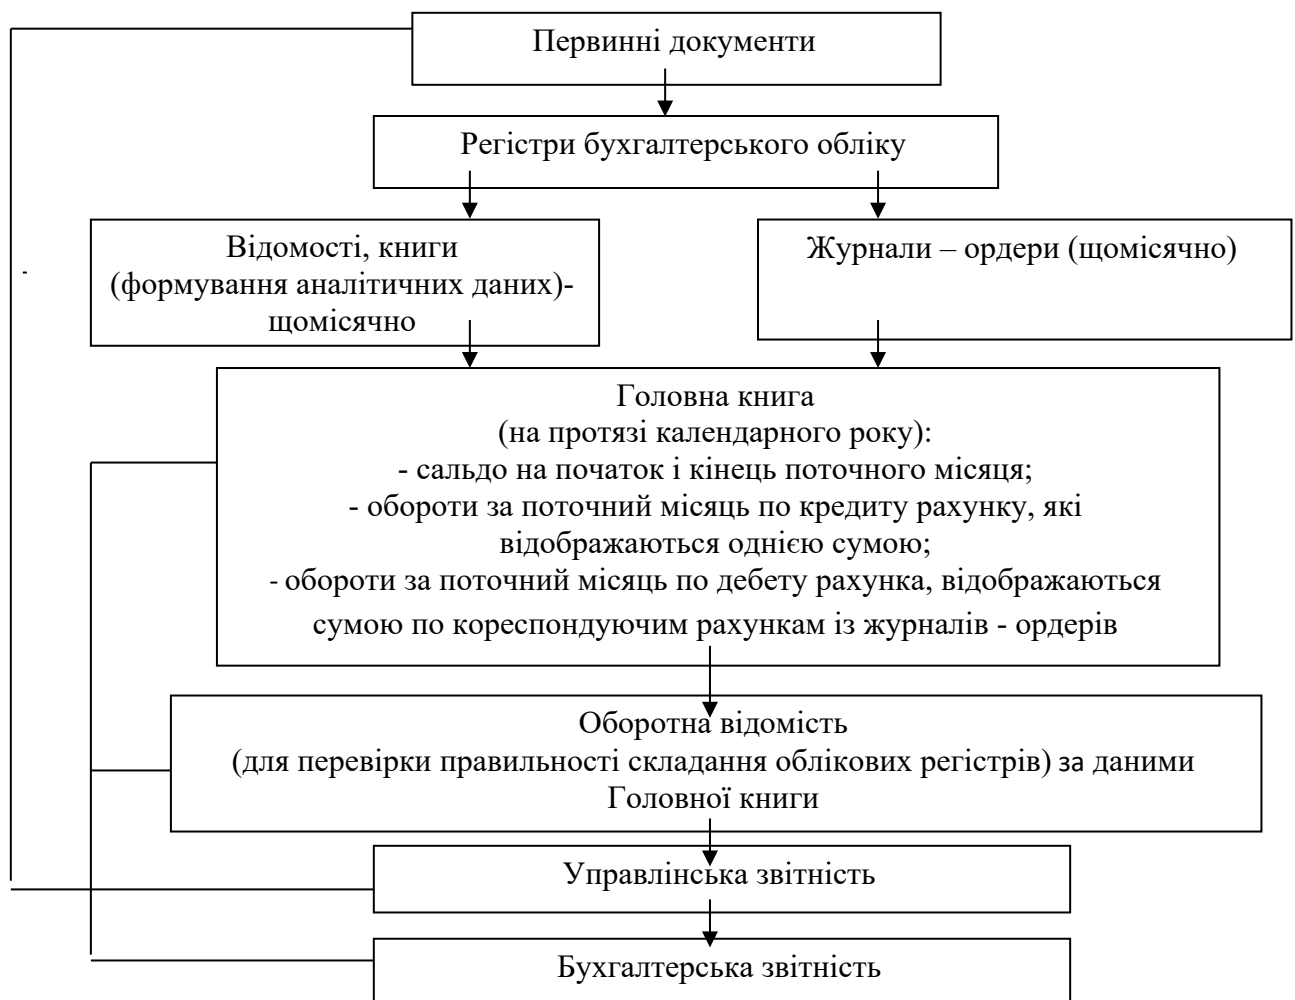 Первинні документи
Регістри бухгалтерського обліку
Відомості, книги
(формування аналітичних даних)-
щомісячно
Журнали – ордери (щомісячно)
-
Головна книга
(на протязі календарного року):
- сальдо на початок і кінець поточного місяця;
- обороти за поточний місяць по кредиту рахунку, які
відображаються однією сумою;
- обороти за поточний місяць по дебету рахунка, відображаються
сумою по кореспондуючим рахункам із журналів - ордерів
Оборотна відомість
(для перевірки правильності складання облікових регістрів) за даними
Головної книги
Управлінська звітність
Бухгалтерська звітність